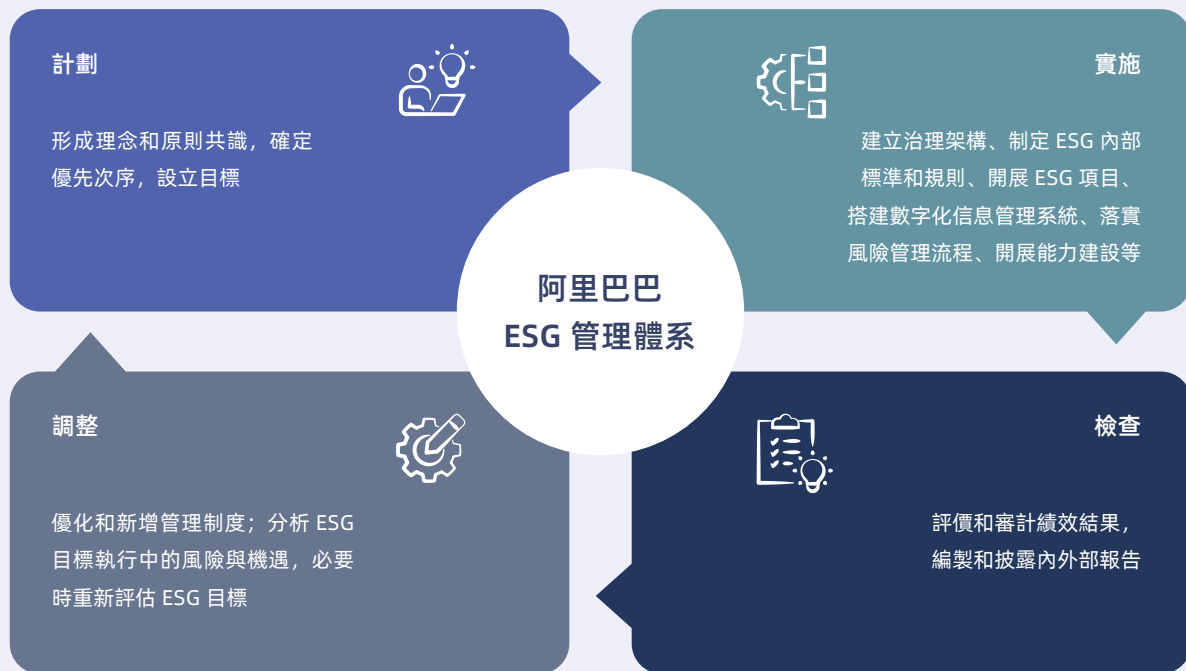 計劃
形成理念和原則共識，確定
優先次序，設立目標
實施
建立治理架構、制定 ESG 內部
標準和規則、開展 ESG 項目、
搭建數字化信息管理系統、落實
風險管理流程、開展能力建設等
阿里巴巴
ESG 管理體系
調整
優化和新增管理制度；分析 ESG
目標執行中的風險與機遇，必要
時重新評估 ESG 目標
檢查
評價和審計績效結果，
編製和披露內外部報告